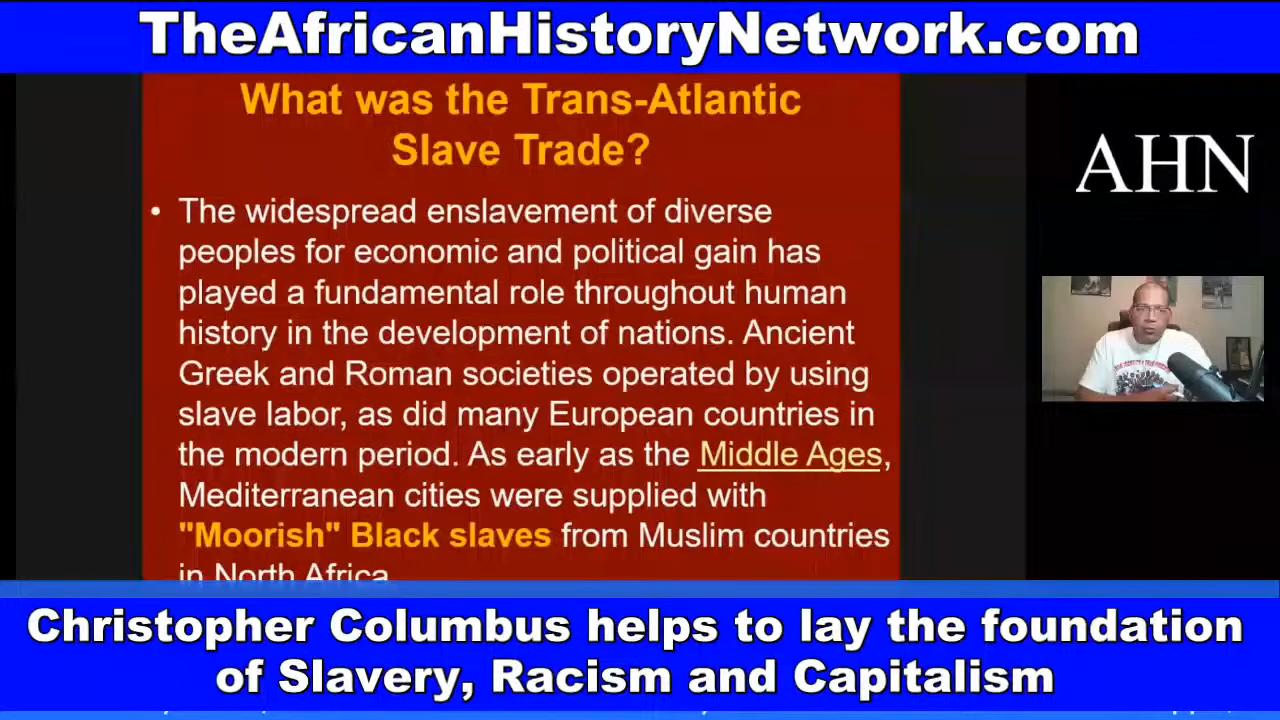 TheAfricanHistoryNetwork.com
What was the Trans-Atlantic
Slave Trade?
AHN
• The widespread enslavement of diverse
peoples for economic and political gain has
played a fundamental role throughout human
history in the development of nations. Ancient
Greek and Roman societies operated by using
slave labor, as did many European countries in
the modern period. As early as the Middle Ages,
Mediterranean cities were supplied with
"Moorish" Black slaves from Muslim countries
in North Africa.
Christopher Columbus helps to lay the foundation
of Slavery, Racism and Capitalism